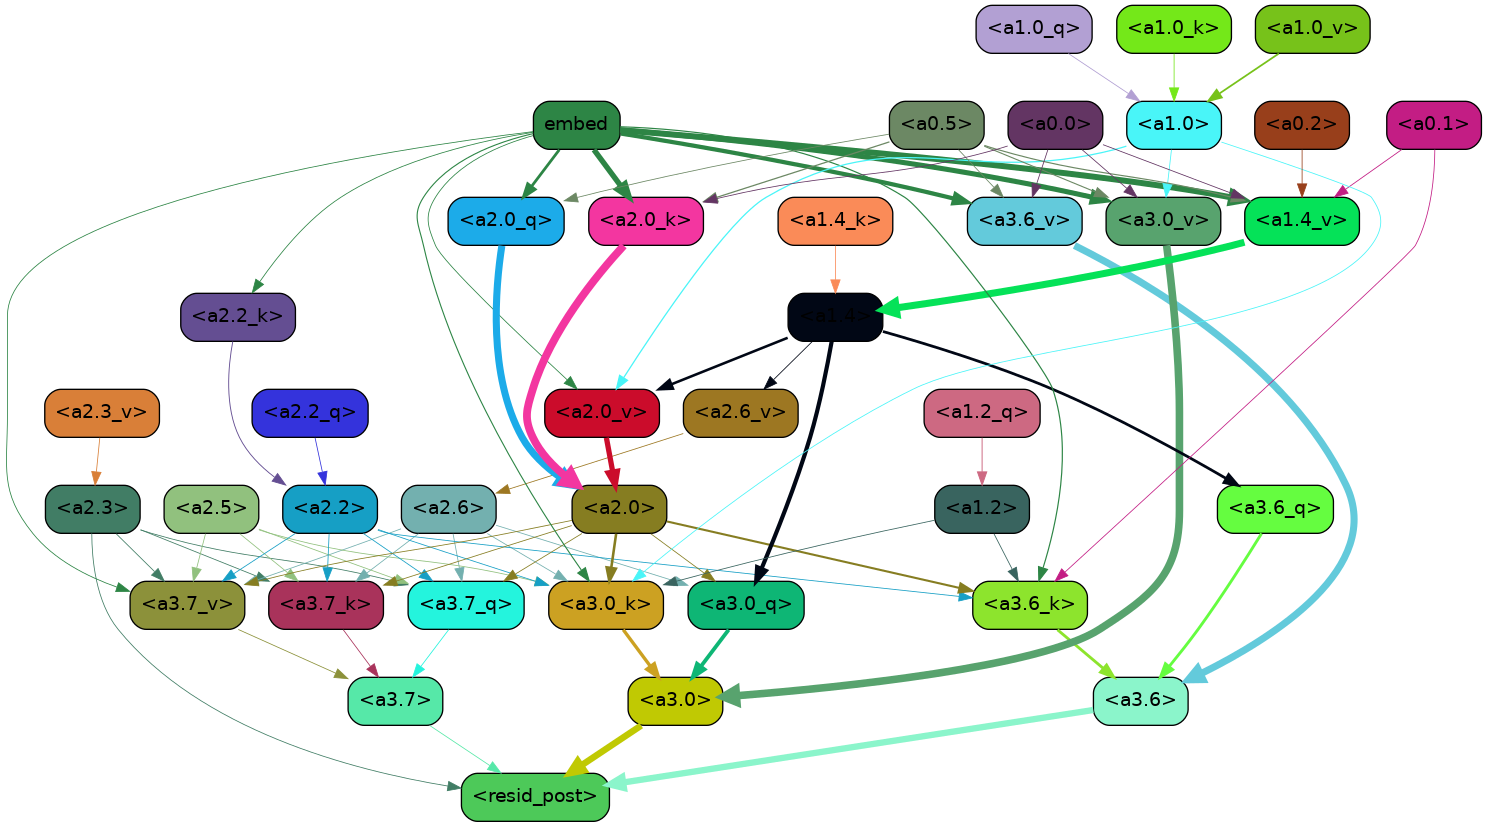 <a1.0_q> <a1.0_k> <a1.0_v>
embed <a0.5> <a0.0> <a1.0> <a0.2> <a0.1>
<a2.0_q> <a2.0_k> <a1.4_k> <a3.6_v> <a3.0_v> <a1.4_v>
<a2.2_k> <a1.4>
<a2.3_v> <a2.2_q> <a2.0_v> <a2.6_v> <a1.2_q>
<a2.3> <a2.5> <a2.2> <a2.6> <a2.0> <a1.2> <a3.6_q>
<a3.7_v> <a3.7_k> <a3.7_q> <a3.0_k> <a3.0_q> <a3.6_k>
<a3.7> <a3.0> <a3.6>
<resid_post>